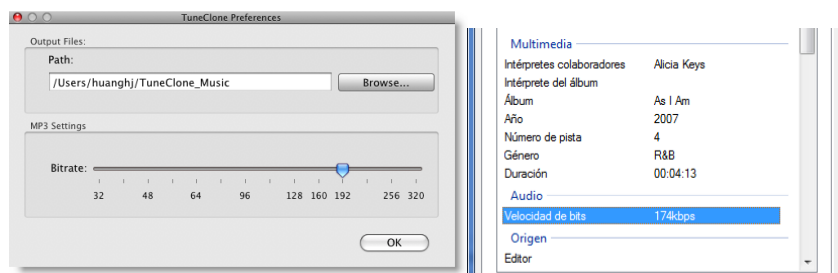 TuneClone Preferences
Output Files:
Path:
/Users/huanghj/TuneClone_Music
Browse...
MP3 Settings
Bitrate:
32 48 64 96 128 160 192 256 320
OK
Multimedia
Intérpretes colaboradores Alicia Keys
Intérprete del álbum
Álbum As I Am
Año 2007
Número de pista 4
Género R&B
Duración 00:04:13
Audio
Velocidad de bits 174kbps
Origen
Editor